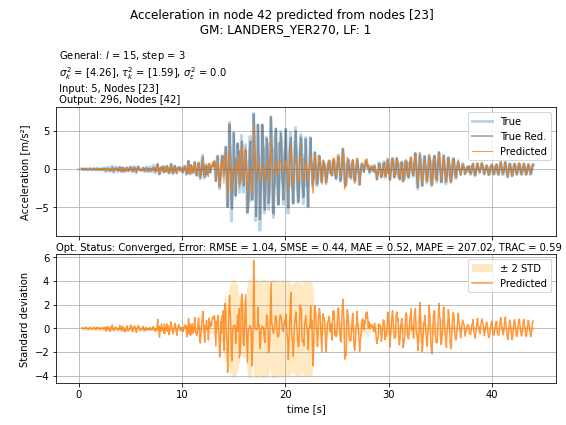 Acceleration in node 42 predicted from nodes [23]
GM: LANDERS_YER270, LF: 1
General: l = 15, step = 3
σ²ₖ = [4.26], τ²ₖ = [1.59], σ²ε = 0.0
Input: 5, Nodes [23]
Output: 296, Nodes [42]
Acceleration [m/s²]
5
0
−5
True
True Red.
Predicted
Opt. Status: Converged, Error: RMSE = 1.04, SMSE = 0.44, MAE = 0.52, MAPE = 207.02, TRAC = 0.59
Standard deviation
6
4
2
0
−2
−4
± 2 STD
Predicted
0 10 20 30 40
time [s]